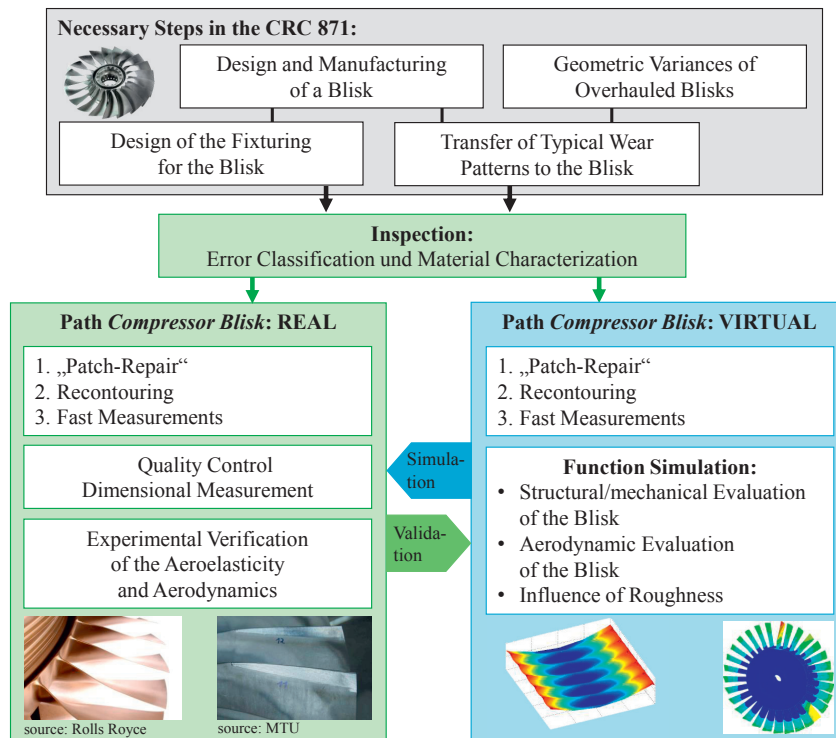 Necessary Steps in the CRC 871:
Design and Manufacturing
of a Blisk
Geometric Variances of
Overhauled Blisks
Design of the Fixturing
for the Blisk
Transfer of Typical Wear
Patterns to the Blisk
Inspection:
Error Classification und Material Characterization
Path Compressor Blisk: REAL
1. „Patch-Repair“
2. Recontouring
3. Fast Measurements
Quality Control
Dimensional Measurement
Experimental Verification
of the Aeroelasticity
and Aerodynamics
source: Rolls Royce
source: MTU
Simula-
tion
Valida-
tion
Path Compressor Blisk: VIRTUAL
1. „Patch-Repair“
2. Recontouring
3. Fast Measurements
Function Simulation:
• Structural/mechanical Evaluation
of the Blisk
• Aerodynamic Evaluation
of the Blisk
• Influence of Roughness